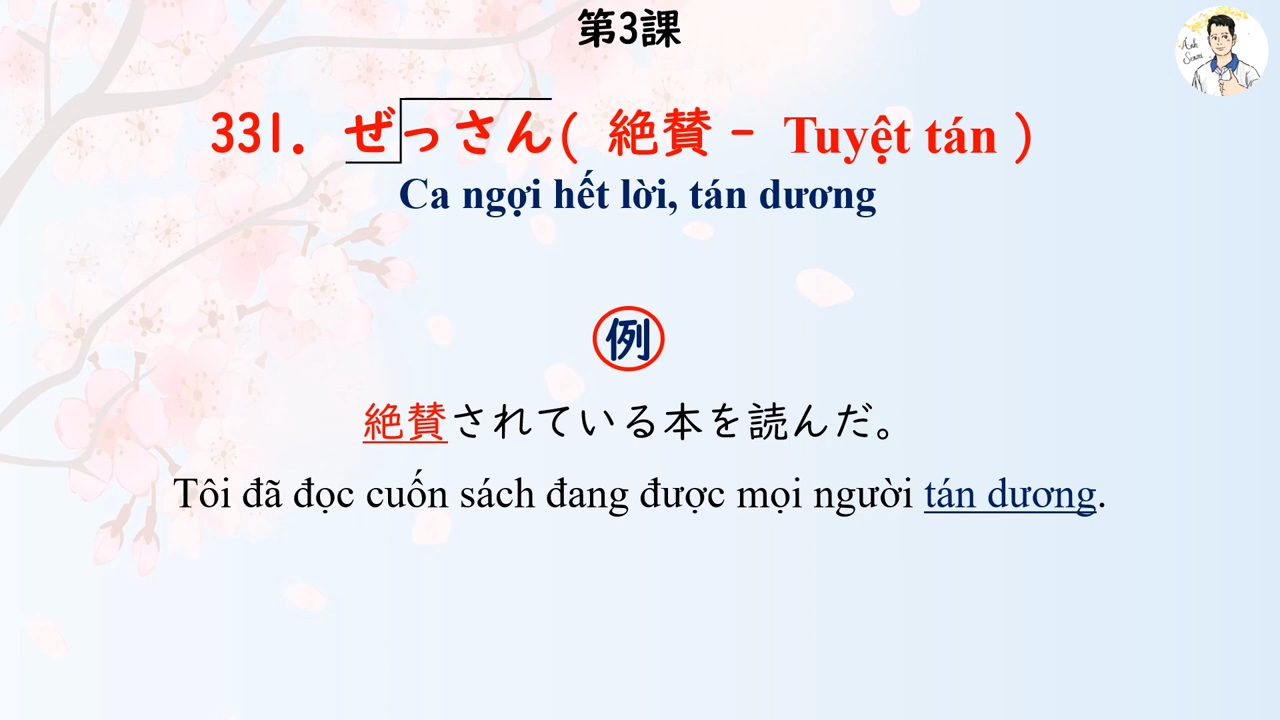 第3課
Anh
Sensei
331. ぜっさん( 絶賛 - Tuyệt tán )
Ca ngợi hết lời, tán dương
例
絶賛されている本を読んだ。
Tôi đã đọc cuốn sách đang được mọi người tán dương.